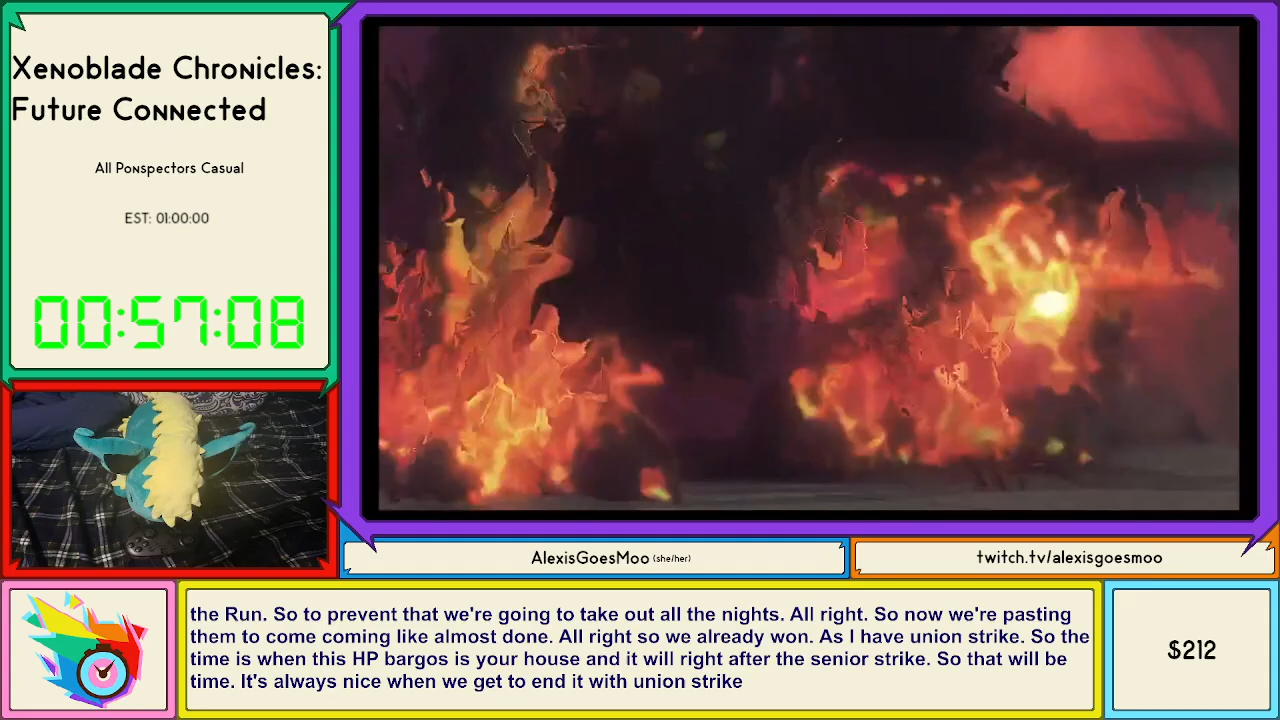 Xenoblade Chronicles:
Future Connected
All Ponspectors Casual
EST: 01:00:00
00:57:08
AlexisGoesMoo (she/her)
twitch.tv/alexisgoesmoo
the Run. So to prevent that we're going to take out all the nights. All right. So now we're pasting
them to come coming like almost done. All right so we already won. As I have union strike. So the
time is when this HP bargos is your house and it will right after the senior strike. So that will be
time. It's always nice when we get to end it with union strike
$212